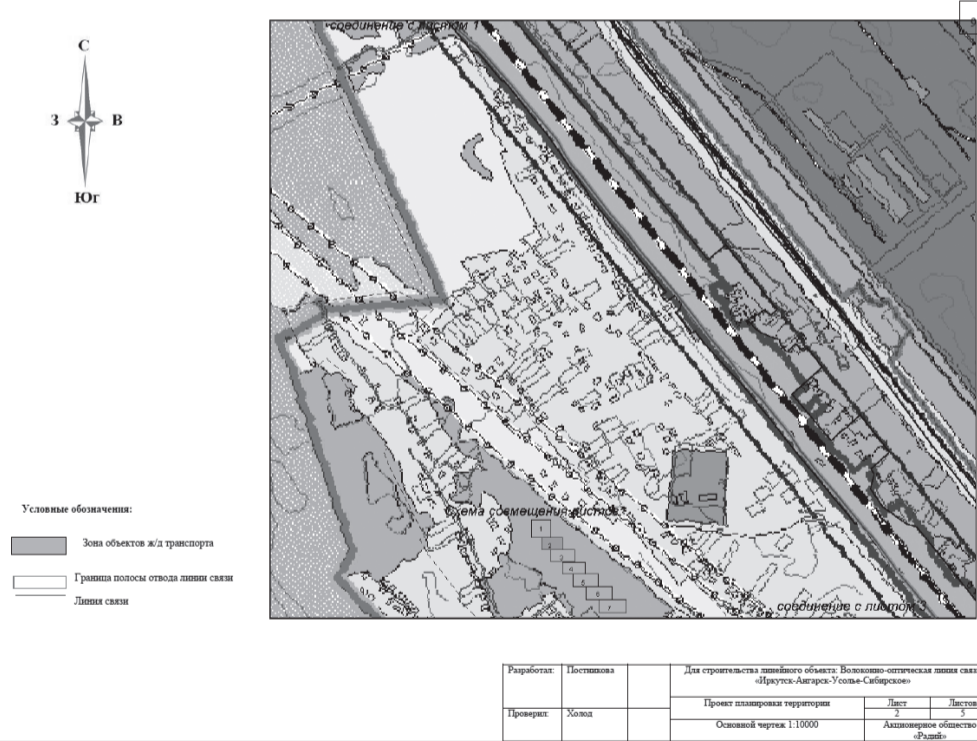 соединение с листом 1
С
З
В
Юг
Условные обозначения:
Зона объектов ж/д транспорта
Граница полосы отвода линии связи
Линия связи
Схема совмещения листов:
1
2
3
4
5
6
7
соединение с листом 3
Разработал: Постникова
Проверил: Холод
Для строительства линейного объекта: Волоконно-оптическая линия связи
«Иркутск-Ангарск-Усолье-Сибирское»
Проект планировки территории
Лист Листов
2 5
Основной чертеж 1:10000
Акционерное общество
«Радий»